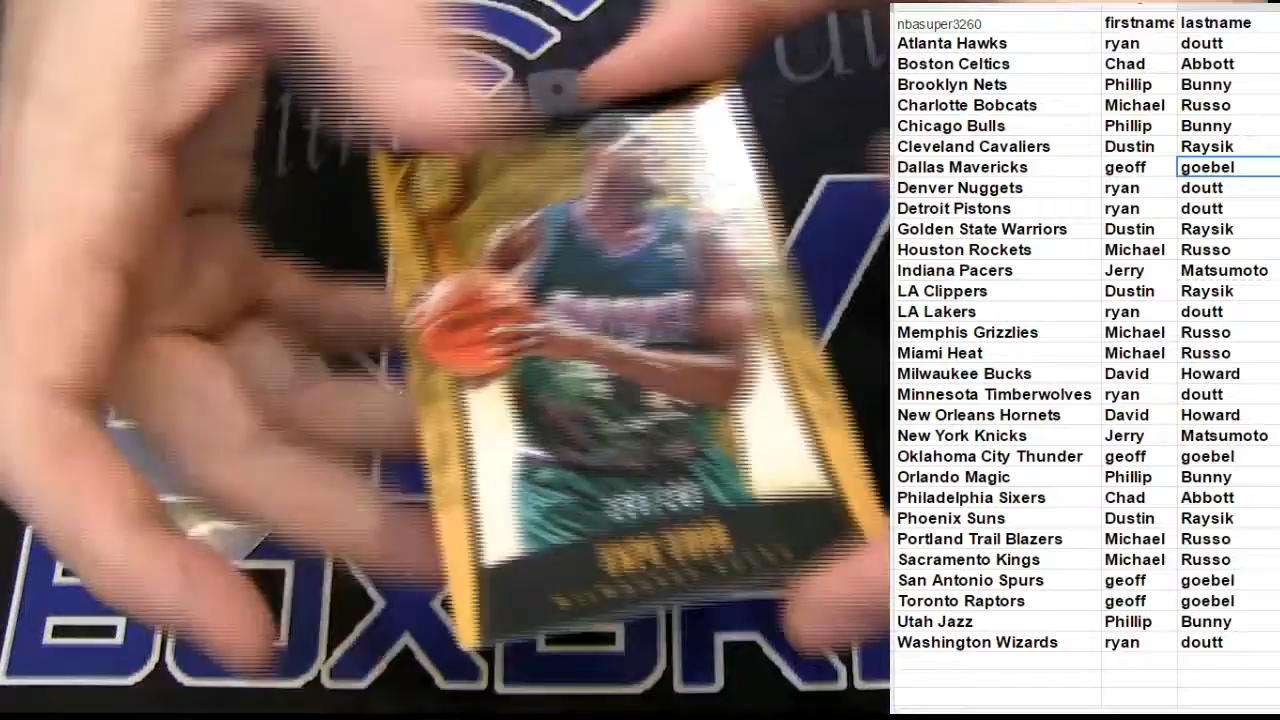 nbasuper3260 firstname lastname
Atlanta Hawks ryan doutt
Boston Celtics Chad Abbott
Brooklyn Nets Phillip Bunny
Charlotte Bobcats Michael Russo
Chicago Bulls Phillip Bunny
Cleveland Cavaliers Dustin Raysik
Dallas Mavericks geoff goebel
Denver Nuggets ryan doutt
Detroit Pistons ryan doutt
Golden State Warriors Dustin Raysik
Houston Rockets Michael Russo
Indiana Pacers Jerry Matsumoto
LA Clippers Dustin Raysik
LA Lakers ryan doutt
Memphis Grizzlies Michael Russo
Miami Heat Michael Russo
Milwaukee Bucks David Howard
Minnesota Timberwolves ryan doutt
New Orleans Hornets David Howard
New York Knicks Jerry Matsumoto
Oklahoma City Thunder geoff goebel
Orlando Magic Phillip Bunny
Philadelphia Sixers Chad Abbott
Phoenix Suns Dustin Raysik
Portland Trail Blazers Michael Russo
Sacramento Kings Michael Russo
San Antonio Spurs geoff goebel
Toronto Raptors geoff goebel
Utah Jazz Phillip Bunny
Washington Wizards ryan doutt
Milwaukee Bucks